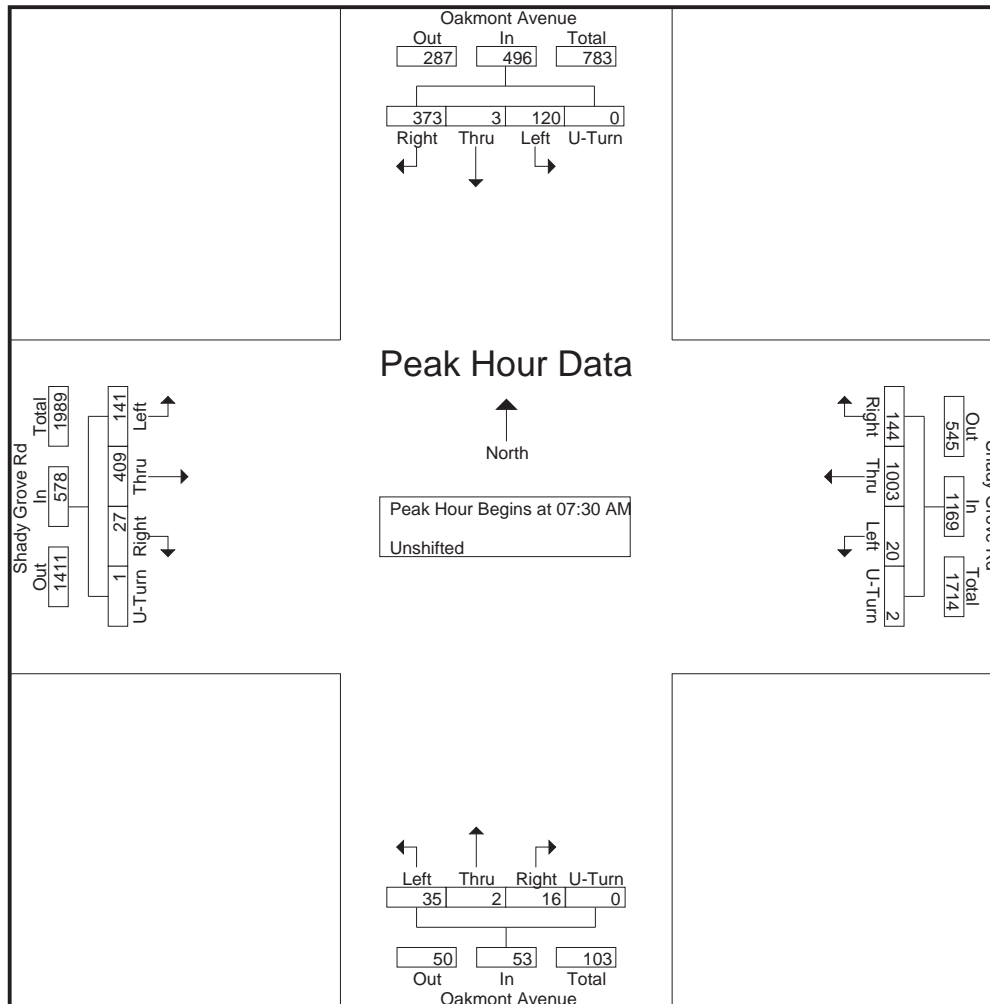 Oakmont Avenue
Out In Total
287 496 783
373 3 120 0
Right Thru Left U-Turn
Peak Hour Data
North
Peak Hour Begins at 07:30 AM
Unshifted
Shady Grove Rd
Total In Out
1989 578 1411
141 409 27 1
Left Thru Right U-Turn
Right Thru Left U-Turn
144 1003 20 2
Out In Total
545 1169 1714
Shady Grove Rd
Left Thru Right U-Turn
35 2 16 0
50 53 103
Out In Total
Oakmont Avenue